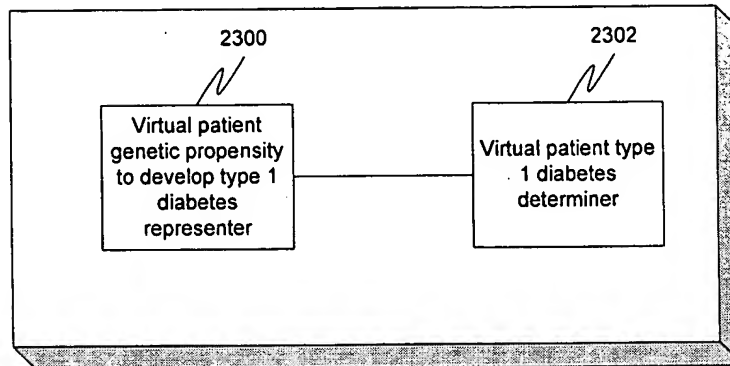 2300
2302
Virtual patient
genetic propensity
to develop type 1
diabetes
representer
Virtual patient type
1 diabetes
determiner